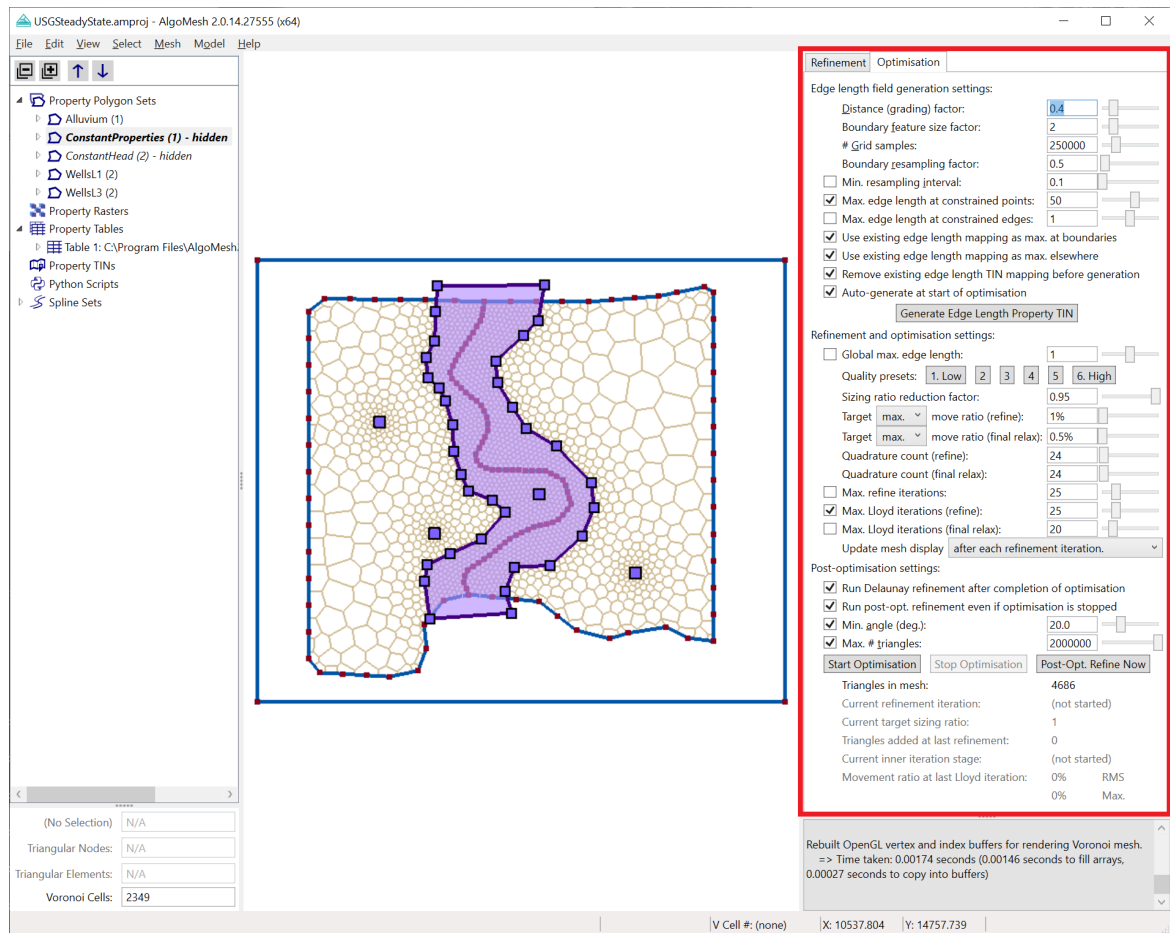 USGSteadyState.amproj - AlgoMesh 2.0.14.27555 (x64)
File Edit View Select Mesh Model Help
Property Polygon Sets
Alluvium (1)
ConstantProperties (1) - hidden
ConstantHead (2) - hidden
WellsL1 (2)
WellsL3 (2)
Property Rasters
Property Tables
Table 1: C:\Program Files\AlgoMesh.
Property TINs
Python Scripts
Spline Sets
(No Selection) N/A
Triangular Nodes: N/A
Triangular Elements: N/A
Voronoi Cells: 2349
Refinement Optimisation
Edge length field generation settings:
Distance (grading) factor: 0.4
Boundary feature size factor: 2
# Grid samples: 250000
Boundary resampling factor: 0.5
Min. resampling interval: 0.1
Max. edge length at constrained points: 50
Max. edge length at constrained edges: 1
Use existing edge length mapping as max. at boundaries
Use existing edge length mapping as max. elsewhere
Remove existing edge length TIN mapping before generation
Auto-generate at start of optimisation
Generate Edge Length Property TIN
Refinement and optimisation settings:
Global max. edge length: 1
Quality presets: 1. Low 2 3 4 5 6. High
Sizing ratio reduction factor: 0.95
Target max. move ratio (refine): 1%
Target max. move ratio (final relax): 0.5%
Quadrature count (refine): 24
Quadrature count (final relax): 24
Max. refine iterations: 25
Max. Lloyd iterations (refine): 25
Max. Lloyd iterations (final relax): 20
Update mesh display after each refinement iteration.
Post-optimisation settings:
Run Delaunay refinement after completion of optimisation
Run post-opt. refinement even if optimisation is stopped
Min. angle (deg.): 20.0
Max. # triangles: 2000000
Start Optimisation Stop Optimisation Post-Opt. Refine Now
Triangles in mesh: 4686
Current refinement iteration: (not started)
Current target sizing ratio: 1
Triangles added at last refinement: 0
Current inner iteration stage: (not started)
Movement ratio at last Lloyd iteration: 0% RMS
0% Max.
Rebuilt OpenGL vertex and index buffers for rendering Voronoi mesh.
=> Time taken: 0.00174 seconds (0.00146 seconds to fill arrays,
0.00027 seconds to copy into buffers)
V Cell #: (none) X: 10537.804 Y: 14757.739